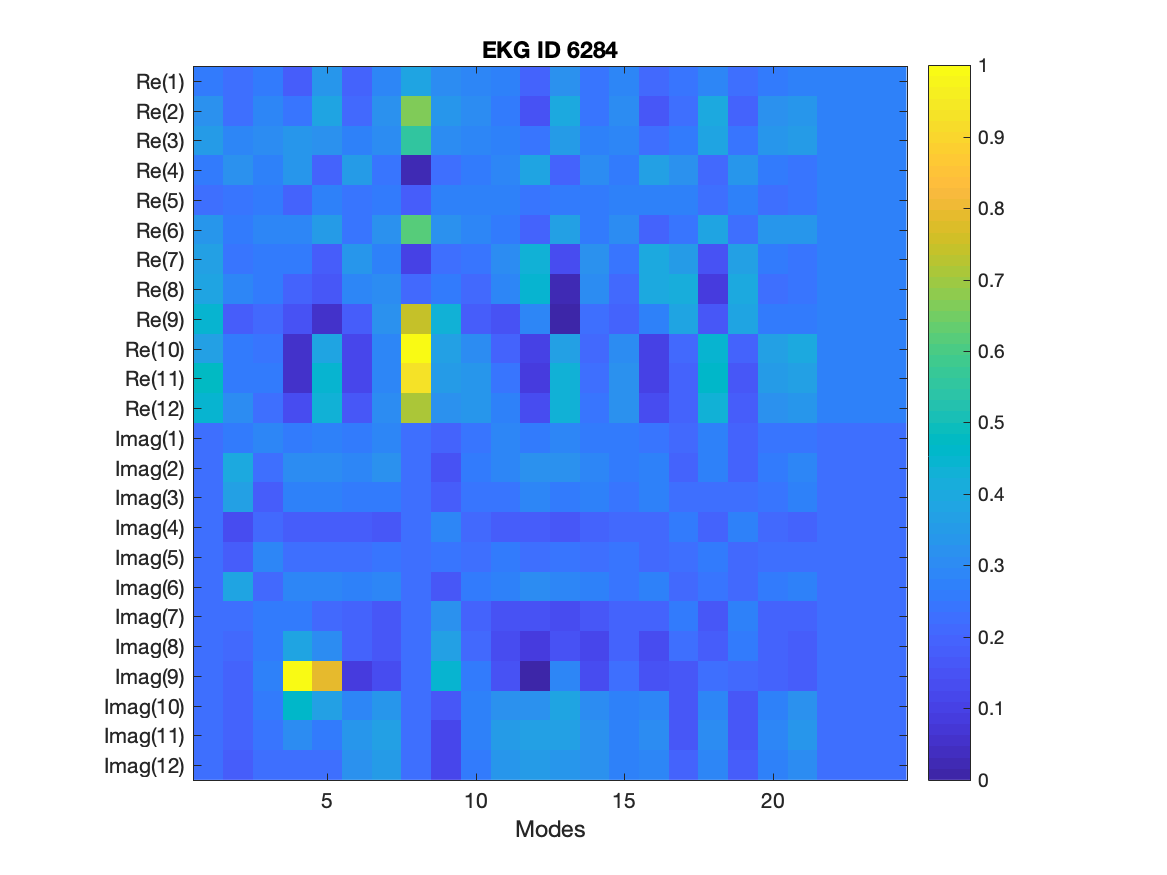 EKG ID 6284
Re(1)
Re(2)
Re(3)
Re(4)
Re(5)
Re(6)
Re(7)
Re(8)
Re(9)
Re(10)
Re(11)
Re(12)
Imag(1)
Imag(2)
Imag(3)
Imag(4)
Imag(5)
Imag(6)
Imag(7)
Imag(8)
Imag(9)
Imag(10)
Imag(11)
Imag(12)
5 10 15 20
Modes
1
0.9
0.8
0.7
0.6
0.5
0.4
0.3
0.2
0.1
0